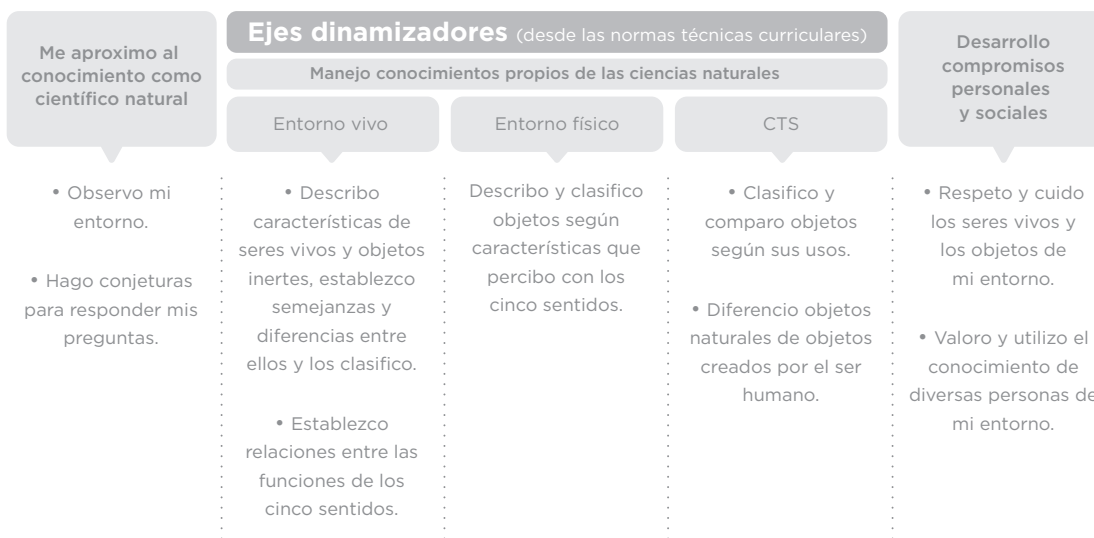 Me aproximo al
conocimiento como
científico natural
Ejes dinamizadores (desde las normas técnicas curriculares)
Manejo conocimientos propios de las ciencias naturales
Entorno vivo
Entorno físico
CTS
Desarrollo
compromisos
personales
y sociales
• Observo mi
entorno.
• Hago conjeturas
para responder mis
preguntas.
• Describo
características de
seres vivos y objetos
inertes, establezco
semejanzas y
diferencias entre
ellos y los clasifico.
• Establezco
relaciones entre las
funciones de los
cinco sentidos.
Describo y clasifico
objetos según
características que
percibo con los
cinco sentidos.
• Clasifico y
comparo objetos
según sus usos.
• Diferencio objetos
naturales de objetos
creados por el ser
humano.
• Respeto y cuido
los seres vivos y
los objetos de
mi entorno.
• Valoro y utilizo el
conocimiento de
diversas personas de
mi entorno.